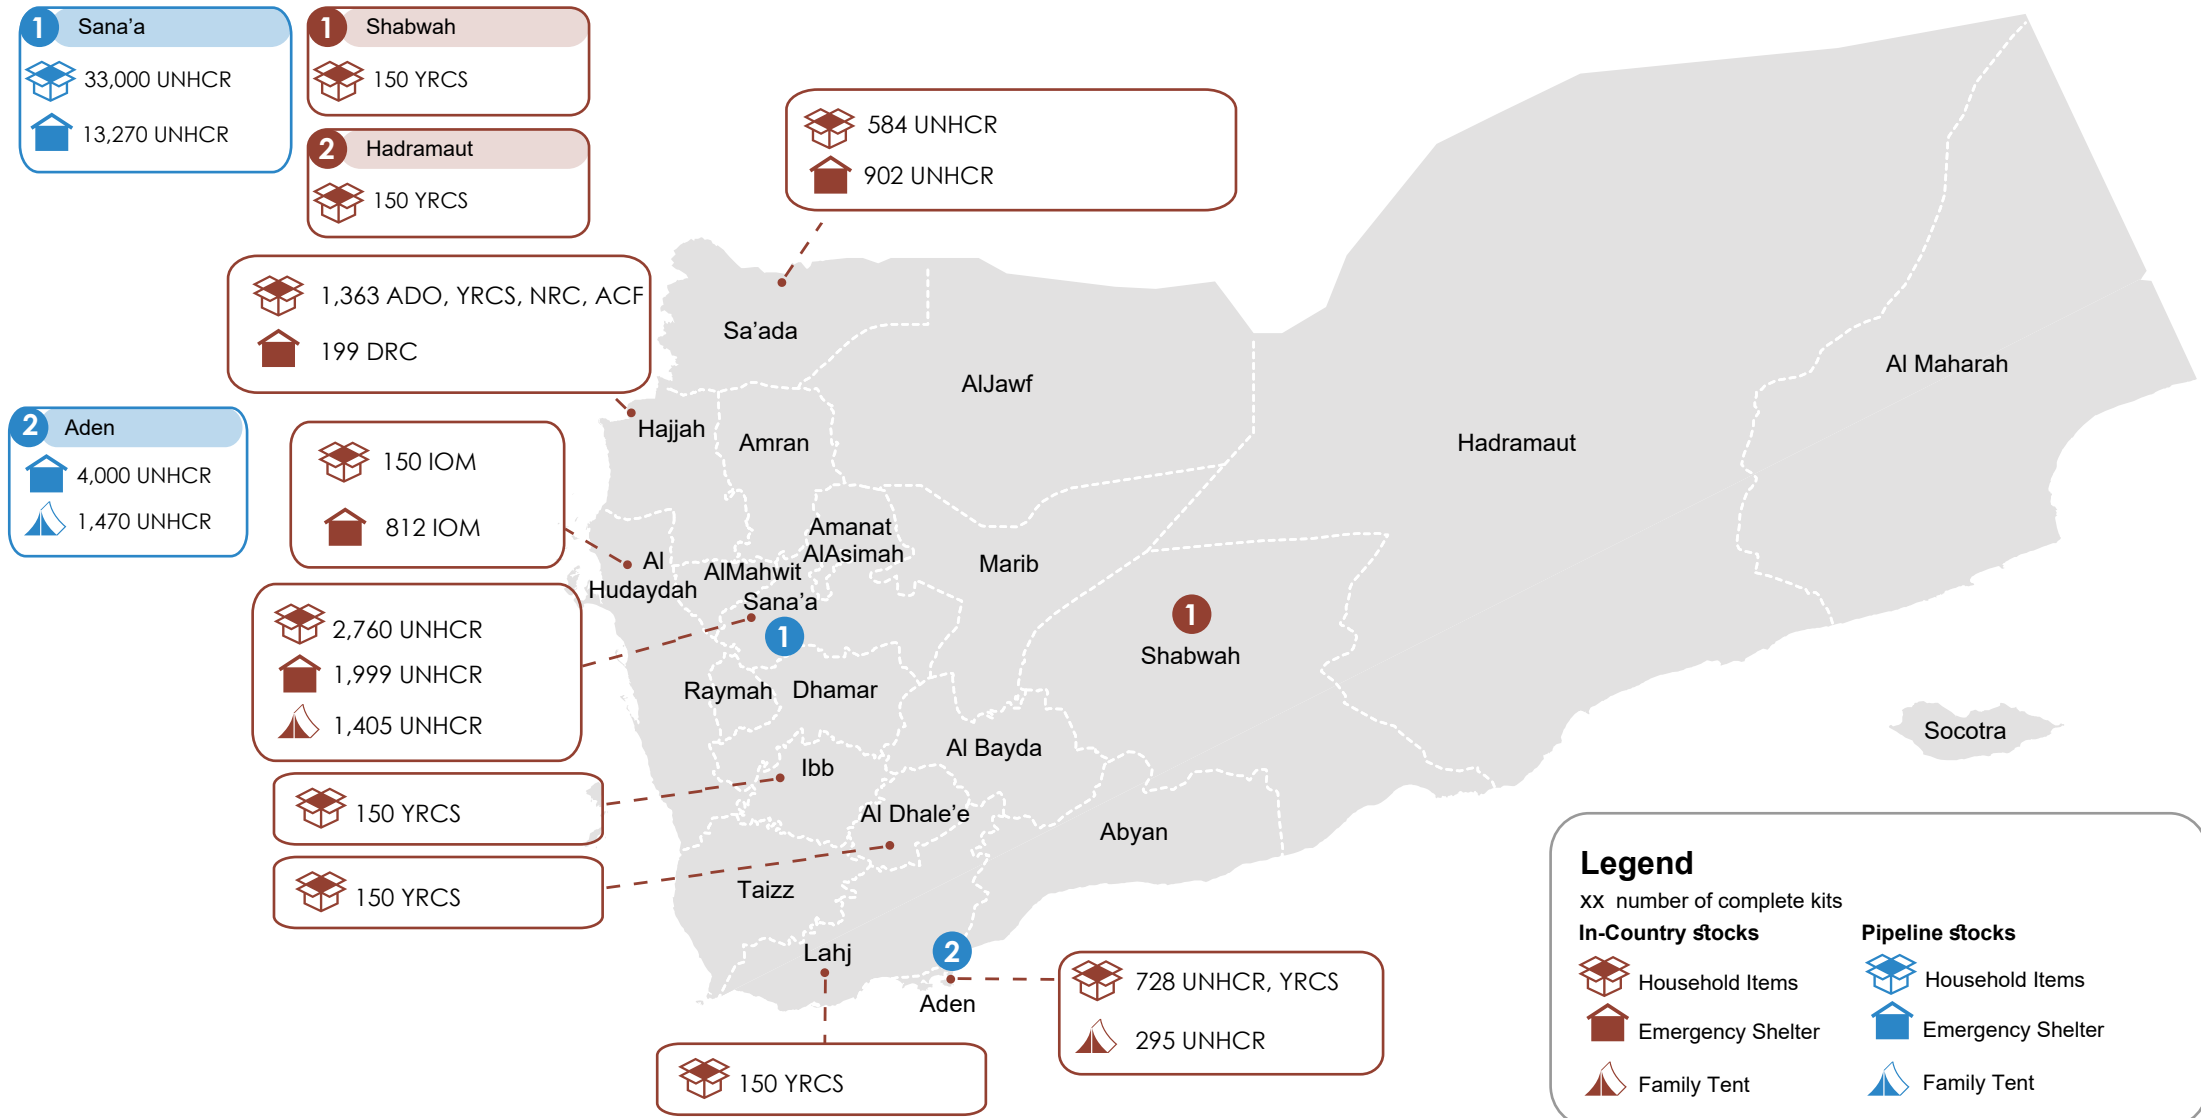 1 Sana’a
33,000 UNHCR
13,270 UNHCR
1 Shabwah
150 YRCS
2 Hadramaut
150 YRCS
584 UNHCR
902 UNHCR
1,363 ADO, YRCS, NRC, ACF
199 DRC
2 Aden
4,000 UNHCR
1,470 UNHCR
150 IOM
812 IOM
2,760 UNHCR
1,999 UNHCR
1,405 UNHCR
150 YRCS
150 YRCS
150 YRCS
728 UNHCR, YRCS
295 UNHCR
Sa’ada
AlJawf
Al Maharah
Hajjah
Amran
Hadramaut
Amanat
AlAsimah
Al
Hudaydah
AlMahwit
Sana’a
1
Marib
1
Shabwah
Raymah
Dhamar
Al Bayda
Socotra
Ibb
Al Dhale’e
Abyan
Taizz
Lahj
2
Aden
Legend
xx number of complete kits
In-Country stocks
Household Items
Emergency Shelter
Family Tent
Pipeline stocks
Household Items
Emergency Shelter
Family Tent